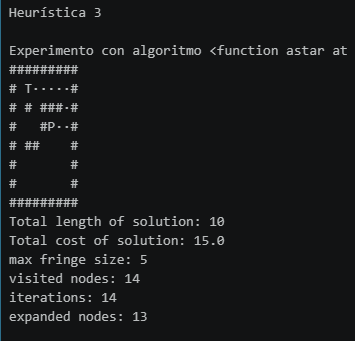 Heurística 3
Experimento con algoritmo <function astar at
#########
# T·····#
# # ###·#
#   #P··#
# ##    #
#       #
#       #
#########
Total length of solution: 10
Total cost of solution: 15.0
max fringe size: 5
visited nodes: 14
iterations: 14
expanded nodes: 13